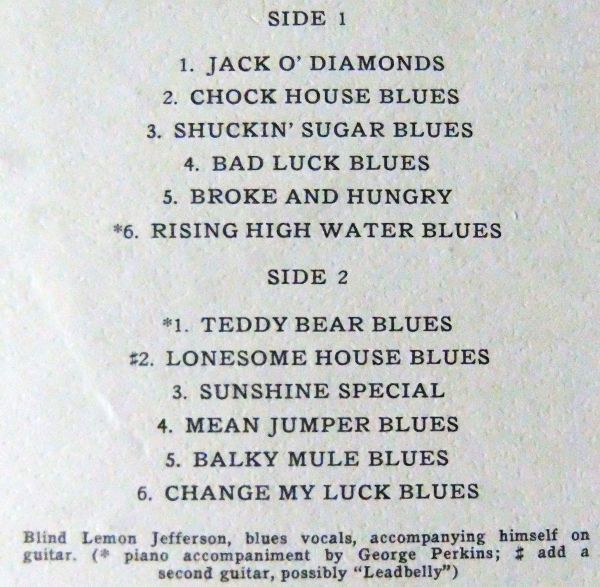 SIDE 1
1. JACK O’ DIAMONDS
2. CHOCK HOUSE BLUES
3. SHUCKIN’ SUGAR BLUES
4. BAD LUCK BLUES
5. BROKE AND HUNGRY
*6. RISING HIGH WATER BLUES
SIDE 2
*1. TEDDY BEAR BLUES
♯2. LONESOME HOUSE BLUES
3. SUNSHINE SPECIAL
4. MEAN JUMPER BLUES
5. BALKY MULE BLUES
6. CHANGE MY LUCK BLUES
Blind Lemon Jefferson, blues vocals, accompanying himself on
guitar. (* piano accompaniment by George Perkins; ♯ add a
second guitar, possibly “Leadbelly”)